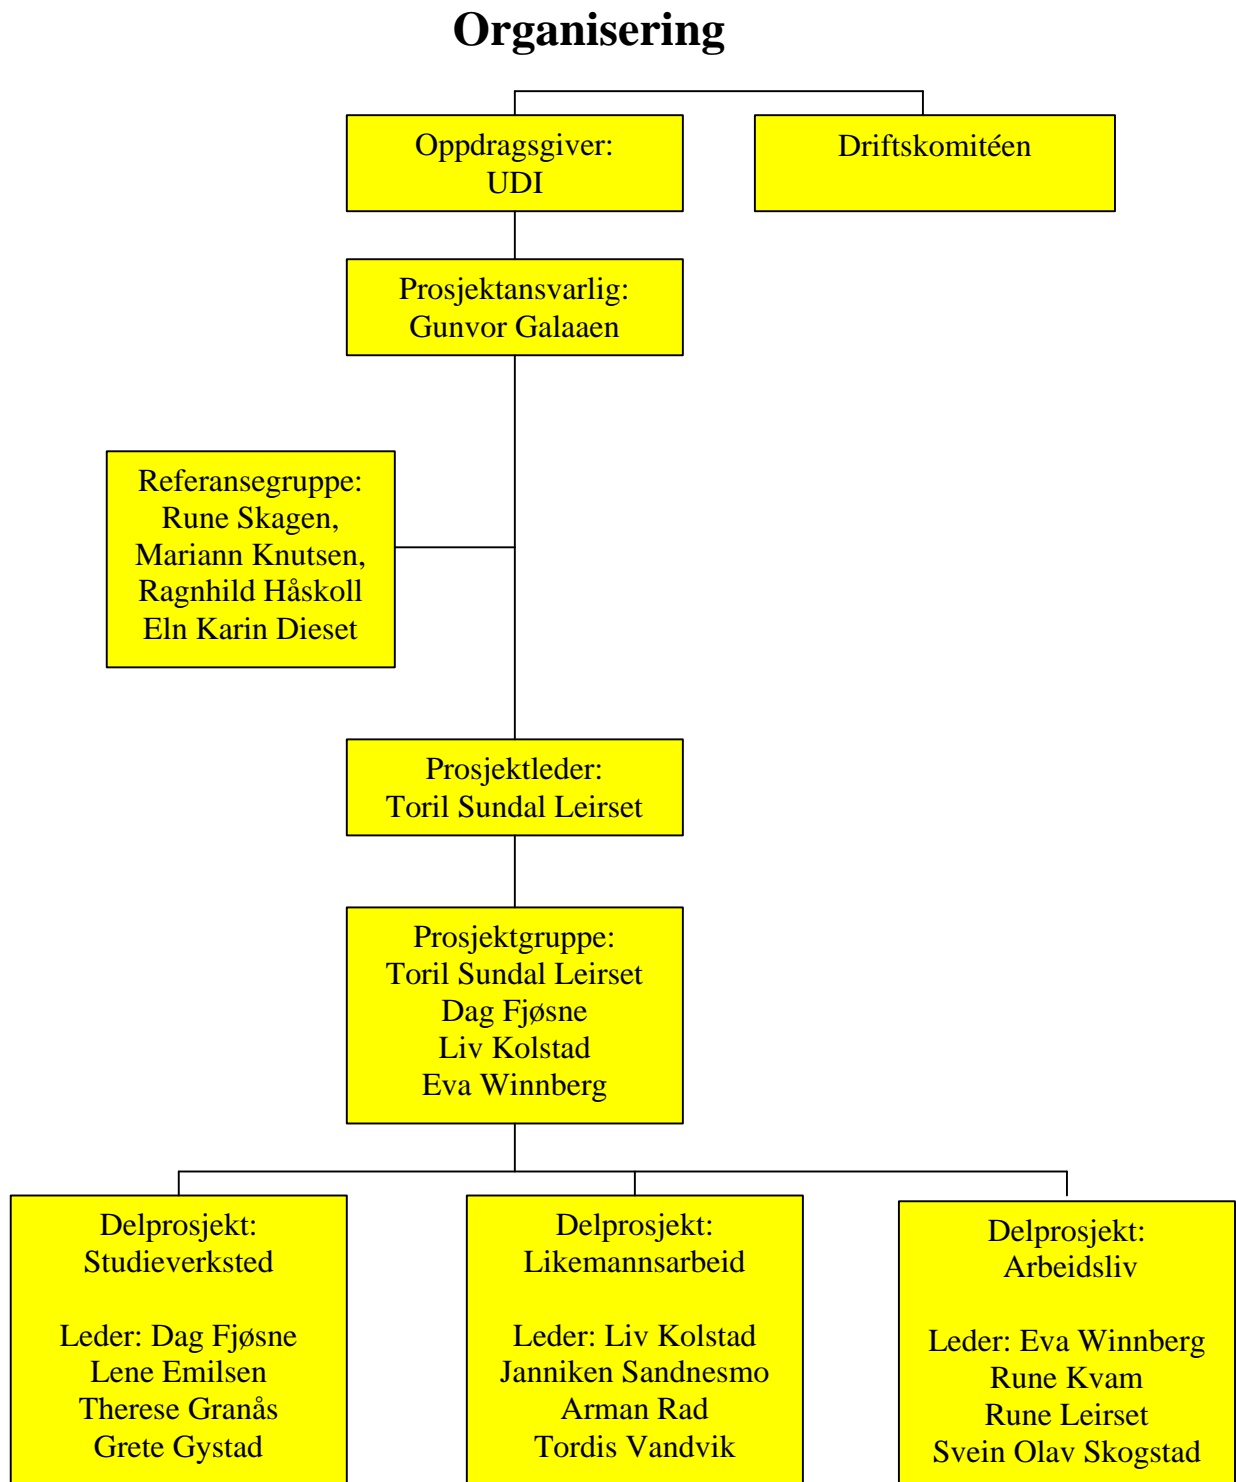 Organisering
Oppdragsgiver:
UDI
Driftskomitéen
Prosjektansvarlig:
Gunvor Galaaen
Referansegruppe:
Rune Skagen,
Mariann Knutsen,
Ragnhild Håskoll
Eln Karin Dieset
Prosjektleder:
Toril Sundal Leirset
Prosjektgruppe:
Toril Sundal Leirset
Dag Fjøsne
Liv Kolstad
Eva Winnberg
Delprosjekt:
Studieverksted
Leder: Dag Fjøsne
Lene Emilsen
Therese Granås
Grete Gystad
Delprosjekt:
Likemannsarbeid
Leder: Liv Kolstad
Janniken Sandnesmo
Arman Rad
Tordis Vandvik
Delprosjekt:
Arbeidsliv
Leder: Eva Winnberg
Rune Kvam
Rune Leirset
Svein Olav Skogstad